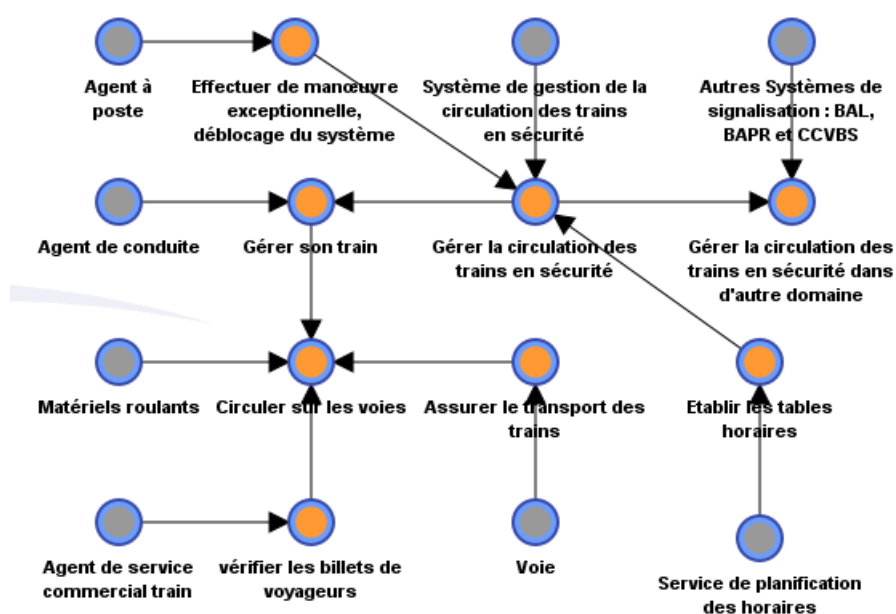 Agent à
poste
Effectuer de manœuvre
exceptionnelle,
déblocage du système
Système de gestion de la
circulation des trains
en sécurité
Autres Systèmes de
signalisation : BAL,
BAPR et CCVBS
Agent de conduite
Gérer son train
Gérer la circulation des
trains en sécurité
Gérer la circulation des
trains en sécurité dans
d'autre domaine
Matériels roulants
Circuler sur les voies
Assurer le transport des
trains
Etablir les tables
horaires
Agent de service
commercial train
vérifier les billets de
voyageurs
Voie
Service de planification
des horaires